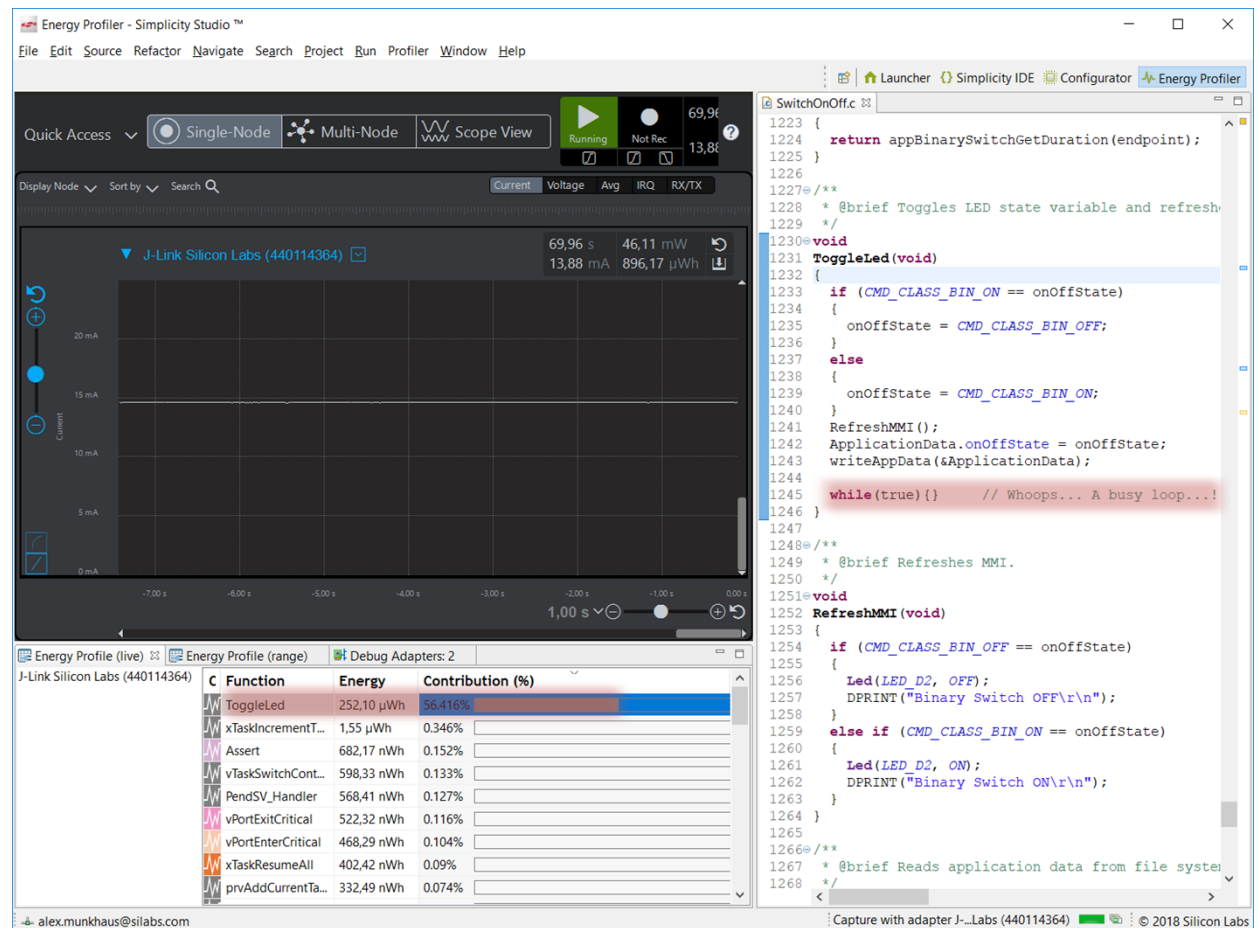 Energy Profiler - Simplicity Studio ™
File Edit Source Refactor Navigate Search Project Run Profiler Window Help
Launcher {} Simplicity IDE Configurator Energy Profiler
Quick Access
Single-Node
Multi-Node
Scope View
Running
Not Rec
69,96
13,88
?
Display Node
Sort by
Search
Current Voltage Avg IRQ RX/TX
J-Link Silicon Labs (440114364)
69,96 s 46,11 mW
13,88 mA 896,17 µWh
20 mA
15 mA
10 mA
5 mA
0 mA
Current
-7,00 s -6,00 s -5,00 s -4,00 s -3,00 s -2,00 s -1,00 s 0,00 s
1,00 s
Energy Profile (live) Energy Profile (range) Debug Adapters: 2
J-Link Silicon Labs (440114364)
C Function Energy Contribution (%)
ToggleLed 252,10 µWh 56.416%
xTaskIncrementT... 1,55 µWh 0.346%
Assert 682,17 nWh 0.152%
vTaskSwitchCont... 598,33 nWh 0.133%
PendSV_Handler 568,41 nWh 0.127%
vPortExitCritical 522,32 nWh 0.116%
vPortEnterCritical 468,29 nWh 0.104%
xTaskResumeAll 402,42 nWh 0.09%
prvAddCurrentTa... 332,49 nWh 0.074%
SwitchOnOff.c
1223 {
1224 return appBinarySwitchGetDuration(endpoint);
1225 }
1226
1227 /**
1228 * @brief Toggles LED state variable and refresh
1229 */
1230 void
1231 ToggleLed(void)
1232 {
1233 if (CMD_CLASS_BIN_ON == onOffState)
1234 {
1235 onOffState = CMD_CLASS_BIN_OFF;
1236 }
1237 else
1238 {
1239 onOffState = CMD_CLASS_BIN_ON;
1240 }
1241 RefreshMMI();
1242 ApplicationData.onOffState = onOffState;
1243 writeAppData(&ApplicationData);
1244
1245 while(true){} // Whoops... A busy loop...!
1246 }
1247
1248 /**
1249 * @brief Refreshes MMI.
1250 */
1251 void
1252 RefreshMMI(void)
1253 {
1254 if (CMD_CLASS_BIN_OFF == onOffState)
1255 {
1256 Led(LED_D2, OFF);
1257 DPRINT("Binary Switch OFF\r\n");
1258 }
1259 else if (CMD_CLASS_BIN_ON == onOffState)
1260 {
1261 Led(LED_D2, ON);
1262 DPRINT("Binary Switch ON\r\n");
1263 }
1264 }
1265
1266 /**
1267 * @brief Reads application data from file system
1268 */
alex.munkhaus@silabs.com
Capture with adapter J-...Labs (440114364)
© 2018 Silicon Labs